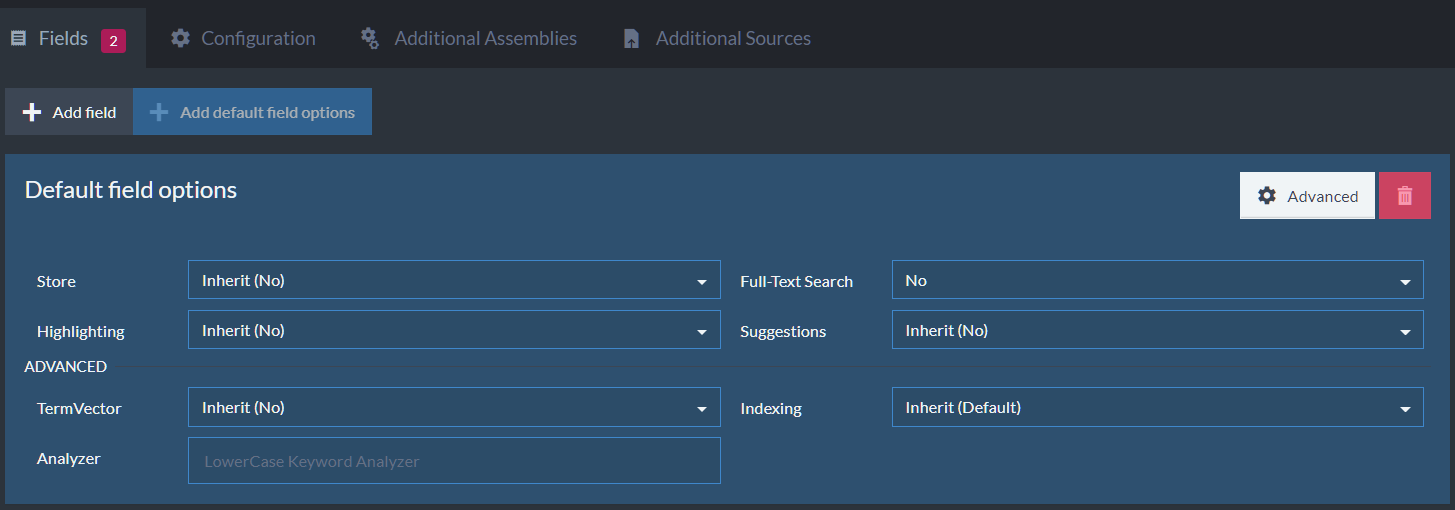 Fields 2 Configuration Additional Assemblies Additional Sources
Add field Add default field options
Default field options Advanced
Store Inherit (No) Full-Text Search No
Highlighting Inherit (No) Suggestions Inherit (No)
ADVANCED
TermVector Inherit (No) Indexing Inherit (Default)
Analyzer LowerCase Keyword Analyzer